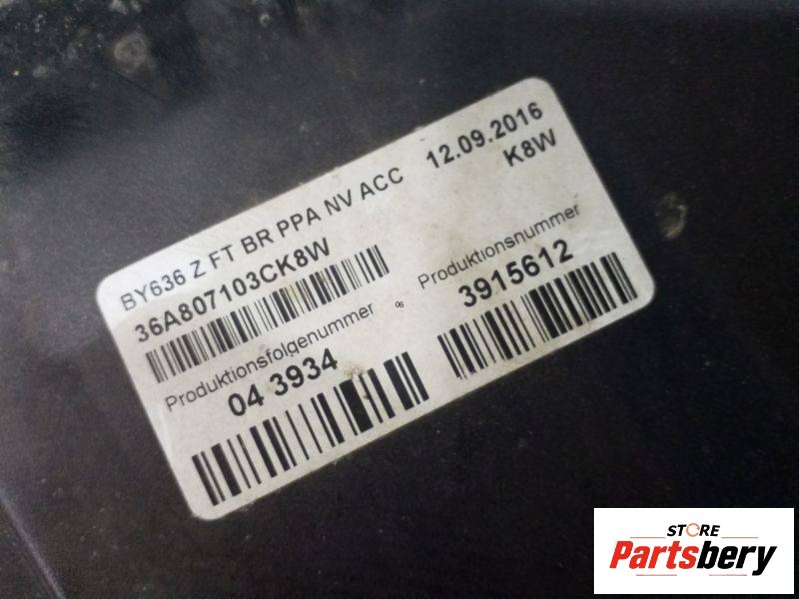 BY636 Z FT BR PPA NV ACC 12.09.2016
36A807103CK8W K8W
Produktionsfolgenummer 06 Produktionsnummer
04 3934 3915612
STORE
Partsbery